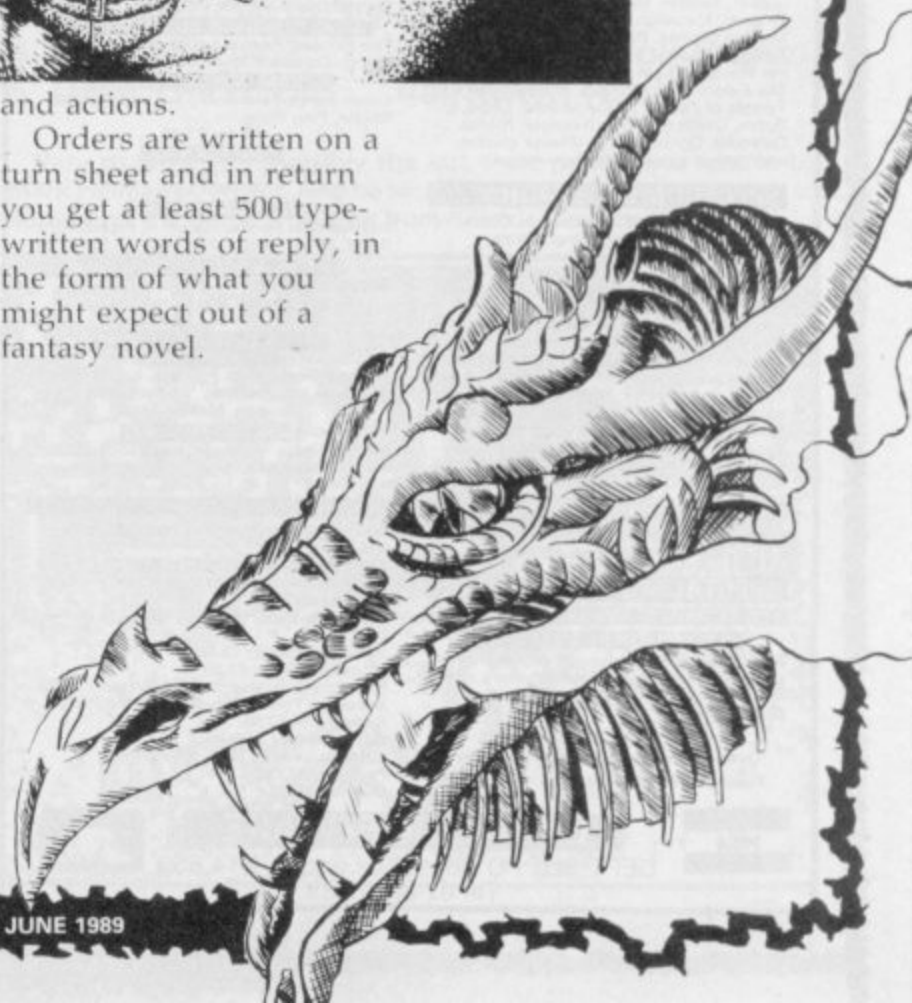 and actions.
Orders are written on a
turn sheet and in return
you get at least 500 type-
written words of reply, in
the form of what you
might expect out of a
fantasy novel.
JUNE 1989